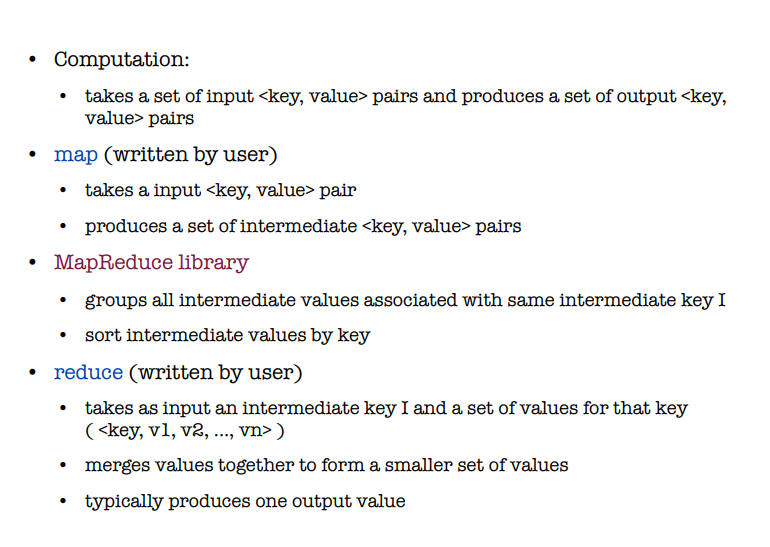 • Computation:
• takes a set of input <key, value> pairs and produces a set of output <key,
value> pairs
• map (written by user)
• takes a input <key, value> pair
• produces a set of intermediate <key, value> pairs
• MapReduce library
• groups all intermediate values associated with same intermediate key I
• sort intermediate values by key
• reduce (written by user)
• takes as input an intermediate key I and a set of values for that key
( <key, v1, v2, ..., vn> )
• merges values together to form a smaller set of values
• typically produces one output value